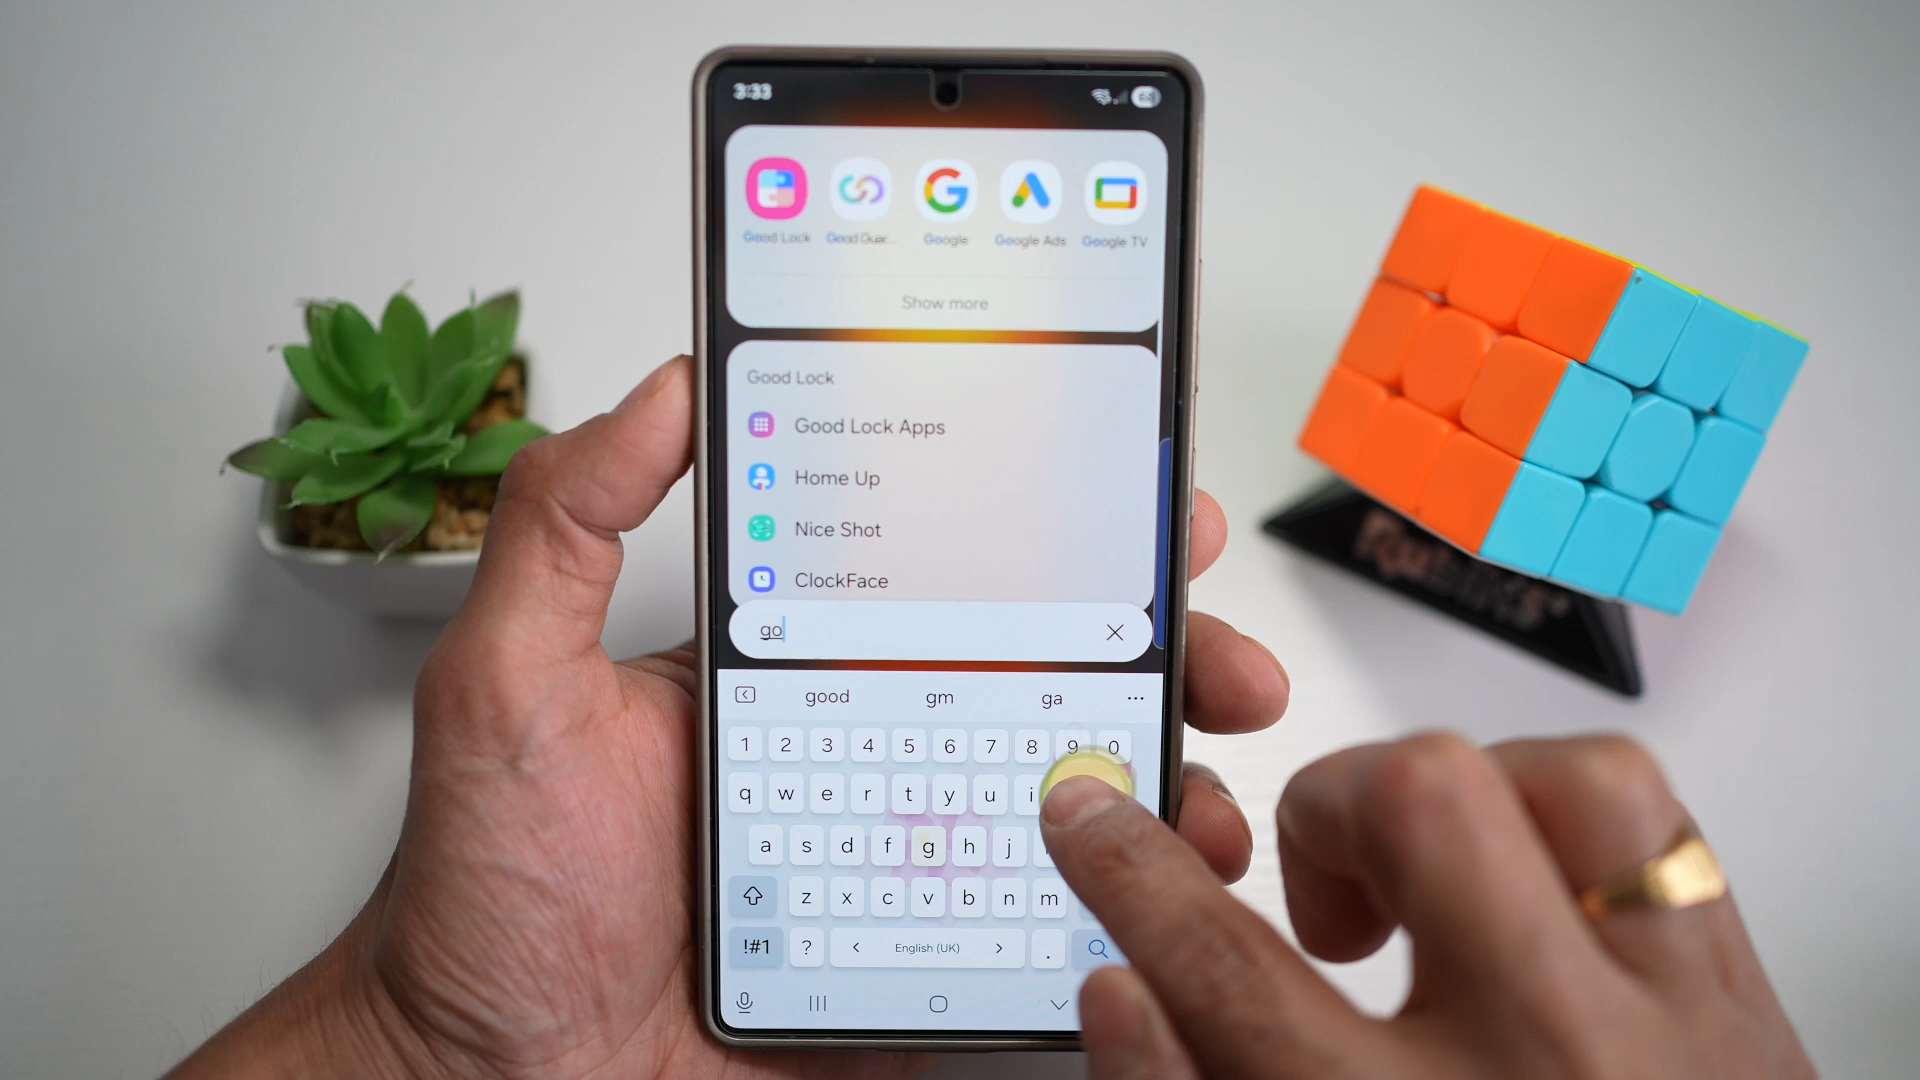 3:33
Good Lock
Good Guar...
Google
Google Ads
Google TV
Show more
Good Lock
Good Lock Apps
Home Up
Nice Shot
ClockFace
go
good gm ga ...
1 2 3 4 5 6 7 8 9 0
q w e r t y u i
a s d f g h j
z x c v b n m
!#1 ? < English (UK) > .